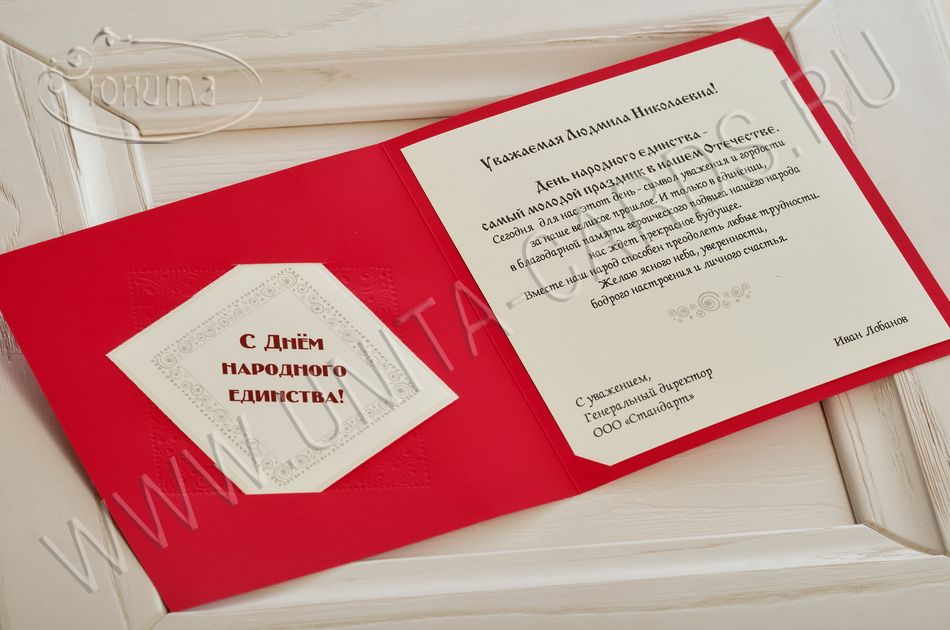 Юнита
С Днём
народного
единства!
Уважаемая Людмила Николаевна!
День народного единства –
самый молодой праздник в нашем Отечестве.
Сегодня для нас этот день - символ уважения и гордости
за наше великое прошлое. И только в единении,
в благодарной памяти героического подвига нашего народа
нас ждет прекрасное будущее.
Вместе наш народ способен преодолеть любые трудности.
Желаю ясного неба, уверенности,
бодрого настроения и личного счастья.
С уважением,
Генеральный директор
ООО «Стандарт»
Иван Лобанов
WWW.UNITA-CARDS.RU